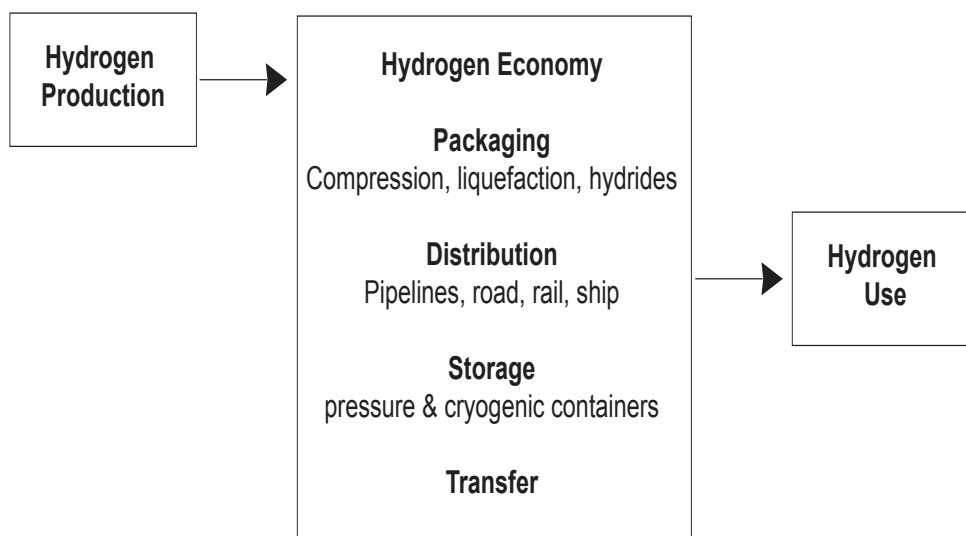 Hydrogen
Production
Hydrogen Economy
Packaging
Compression, liquefaction, hydrides
Distribution
Pipelines, road, rail, ship
Storage
pressure & cryogenic containers
Transfer
Hydrogen
Use